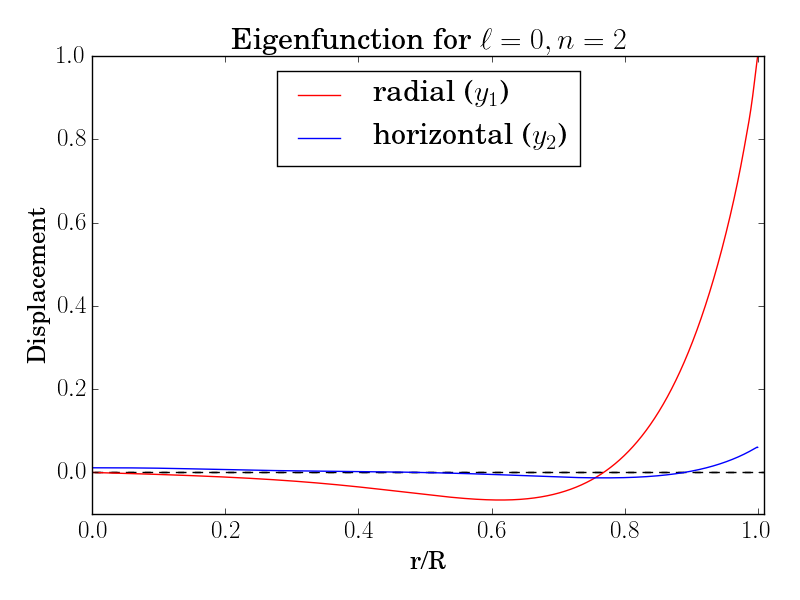 Eigenfunction for ℓ = 0, n = 2
radial (y₁)
horizontal (y₂)
Displacement
1.0
0.8
0.6
0.4
0.2
0.0
0.0 0.2 0.4 0.6 0.8 1.0
r/R